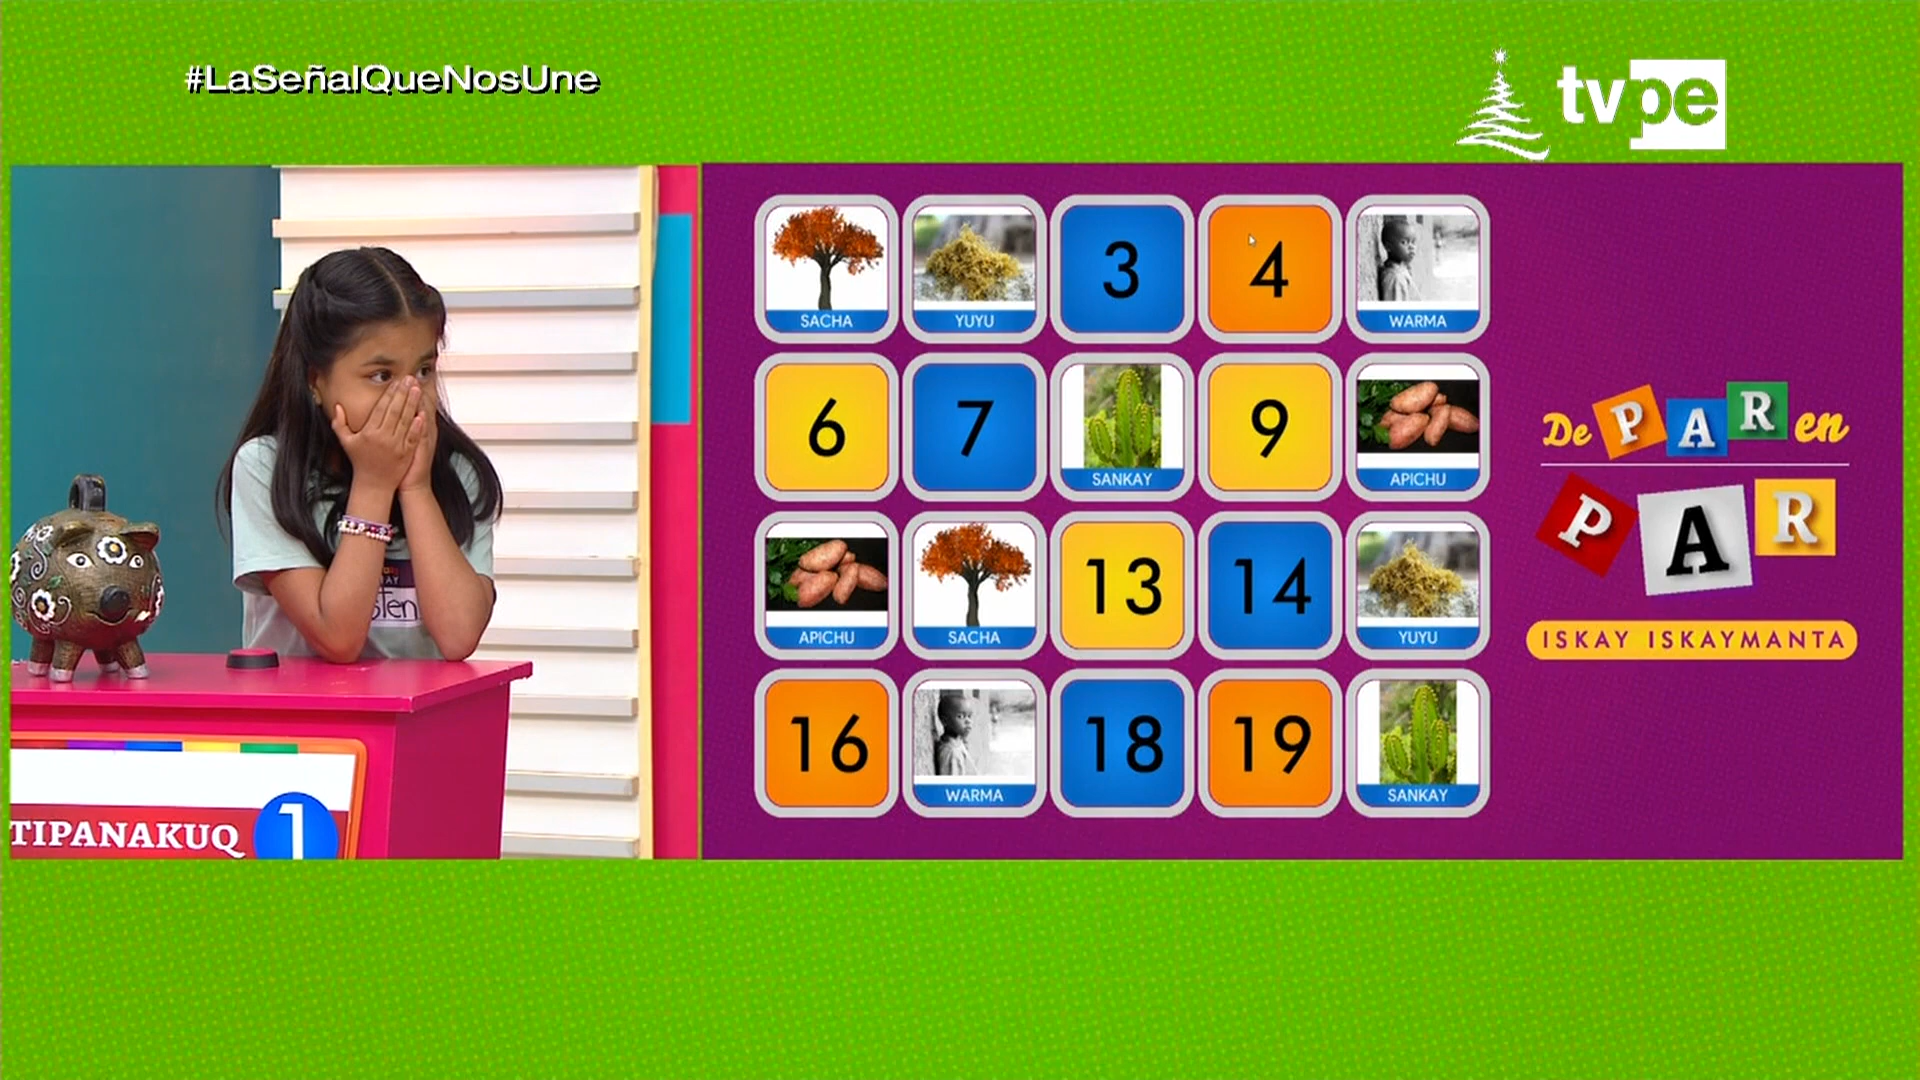 #LaSeñalQueNosUne
tvpe
SACHA
YUYU
3
4
WARMA
6
7
SANKAY
9
APICHU
De PAR en
PAR
ISKAY ISKAYMANTA
APICHU
SACHA
13
14
YUYU
16
WARMA
18
19
SANKAY
TIPANAKUQ 1